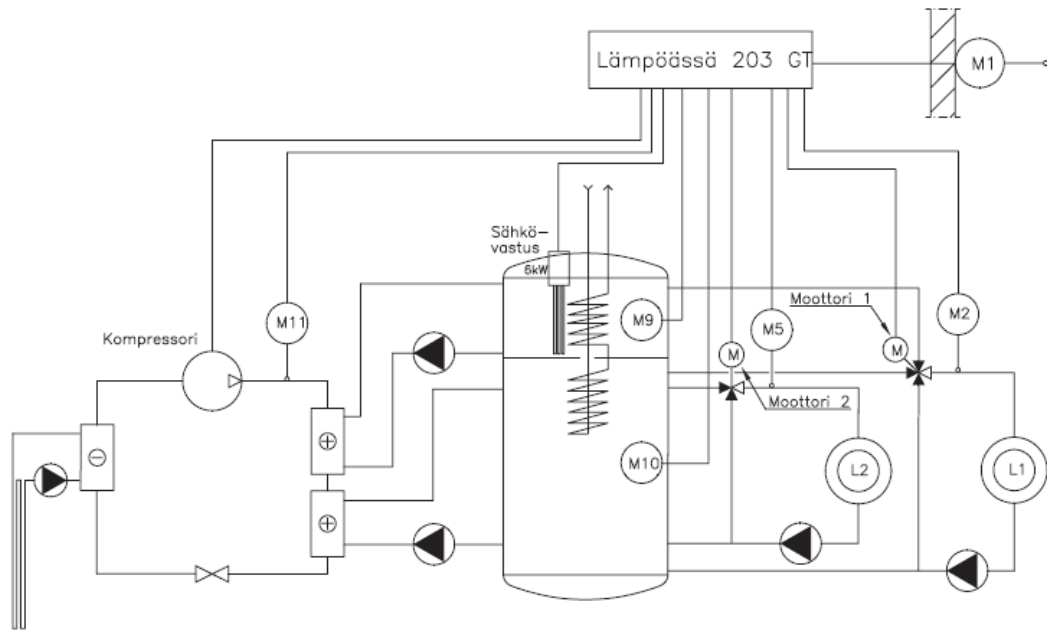 Lämpöässä 203 GT
M1
Sähkö-
vastus
6kW
M11
Kompressori
M9
M5
Moottori 1
M2
M
M
Moottori 2
M10
L2
L1